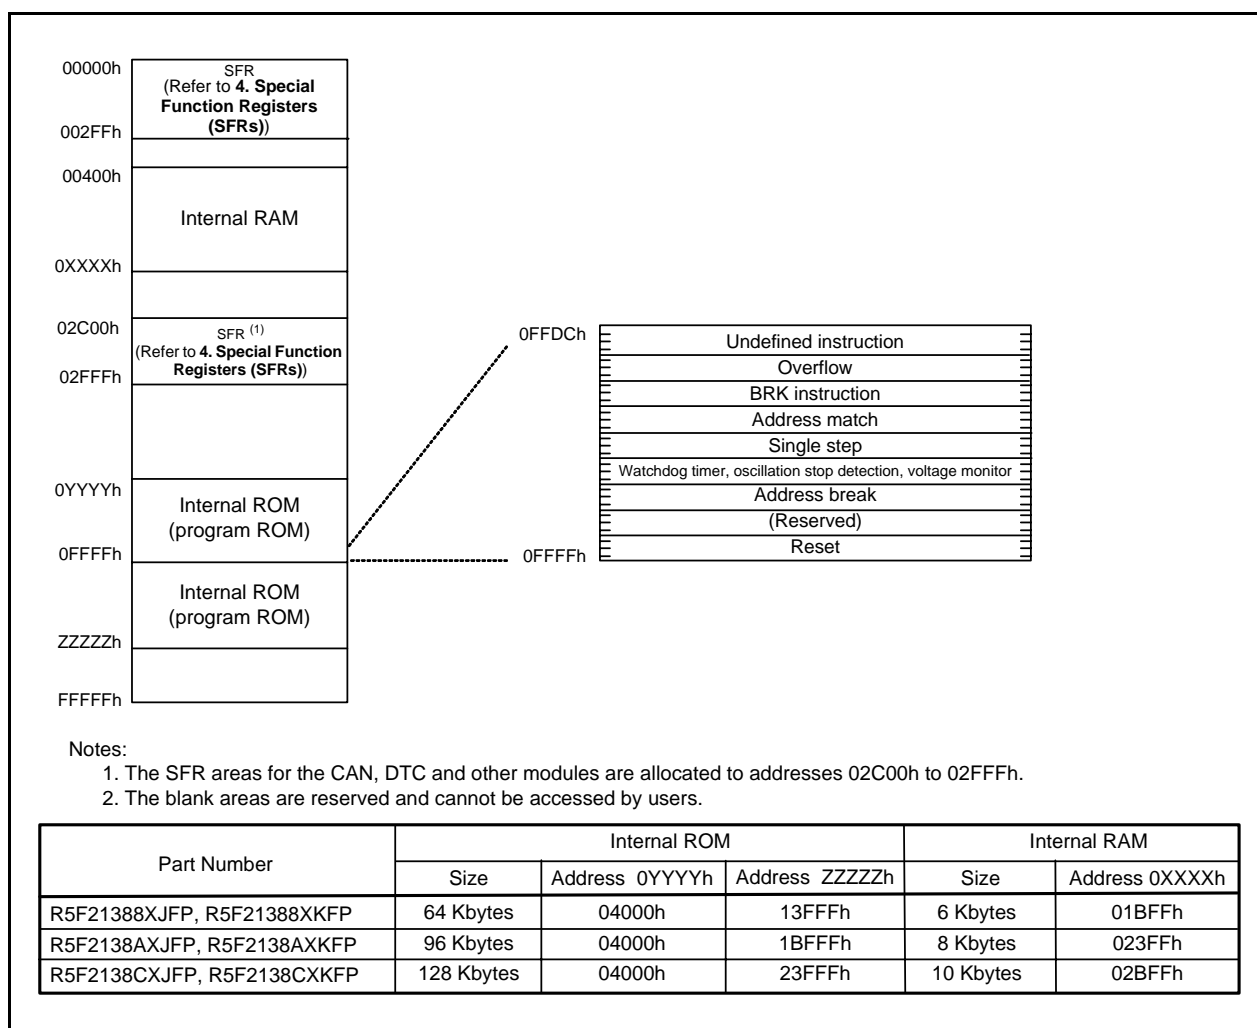 00000h
SFR
(Refer to 4. Special
Function Registers
(SFRs))
002FFh
00400h
Internal RAM
0XXXXh
02C00h
SFR (1)
(Refer to 4. Special Function
Registers (SFRs))
02FFFh
0YYYYh
Internal ROM
(program ROM)
0FFFFh
Internal ROM
(program ROM)
ZZZZZh
FFFFFh
0FFDCh
Undefined instruction
Overflow
BRK instruction
Address match
Single step
Watchdog timer, oscillation stop detection, voltage monitor
Address break
(Reserved)
Reset
0FFFFh
Notes:
1. The SFR areas for the CAN, DTC and other modules are allocated to addresses 02C00h to 02FFFh.
2. The blank areas are reserved and cannot be accessed by users.
Part Number Internal ROM Internal RAM
Size Address 0YYYYh Address ZZZZZh Size Address 0XXXXh
R5F21388XJFP, R5F21388XKFP 64 Kbytes 04000h 13FFFh 6 Kbytes 01BFFh
R5F2138AXJFP, R5F2138AXKFP 96 Kbytes 04000h 1BFFFh 8 Kbytes 023FFh
R5F2138CXJFP, R5F2138CXKFP 128 Kbytes 04000h 23FFFh 10 Kbytes 02BFFh